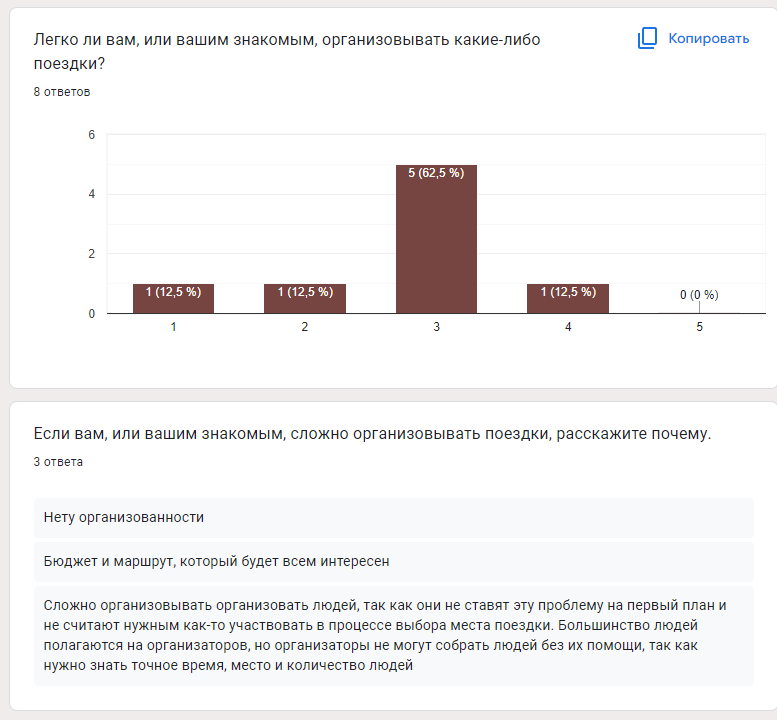 Легко ли вам, или вашим знакомым, организовывать какие-либо
поездки?
Копировать
8 ответов
6
4
2
0
1 (12,5 %)
1 (12,5 %)
5 (62,5 %)
1 (12,5 %)
0 (0 %)
1
2
3
4
5
Если вам, или вашим знакомым, сложно организовывать поездки, расскажите почему.
3 ответа
Нету организованности
Бюджет и маршрут, который будет всем интересен
Сложно организовывать организовать людей, так как они не ставят эту проблему на первый план и
не считают нужным как-то участвовать в процессе выбора места поездки. Большинство людей
полагаются на организаторов, но организаторы не могут собрать людей без их помощи, так как
нужно знать точное время, место и количество людей